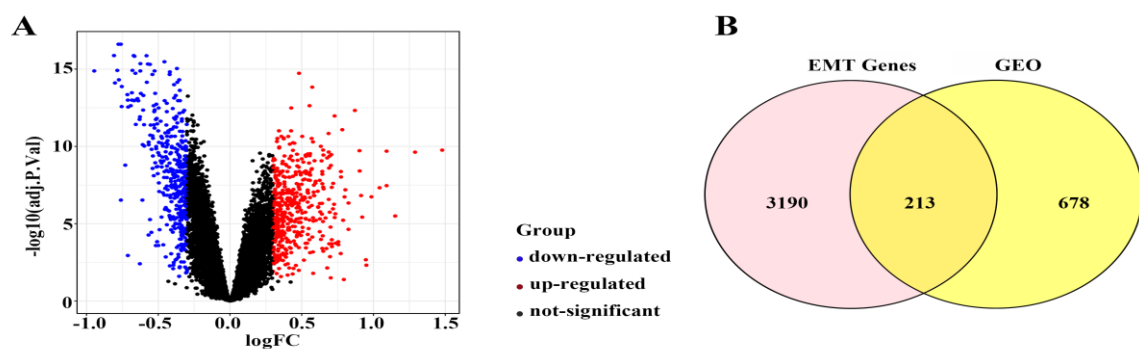 A
-log10(adj.P.Val)
15
10
5
0
-1.0 -0.5 0.0 0.5 1.0 1.5
logFC
Group
down-regulated
up-regulated
not-significant
B
EMT Genes GEO
3190 213 678